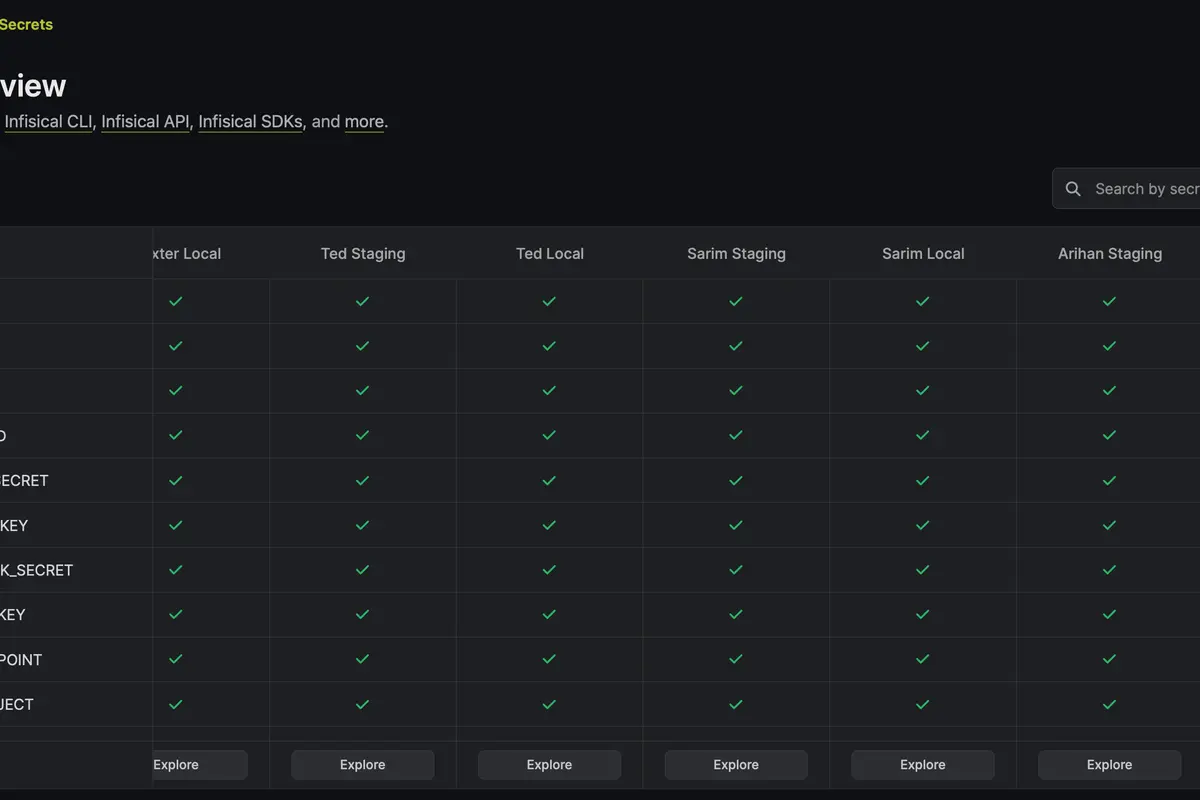 Secrets
view
Infisical CLI, Infisical API, Infisical SDKs, and more.
Search by secr
xter Local Ted Staging Ted Local Sarim Staging Sarim Local Arihan Staging
D
SECRET
KEY
K_SECRET
KEY
POINT
JECT
Explore Explore Explore Explore Explore Explore